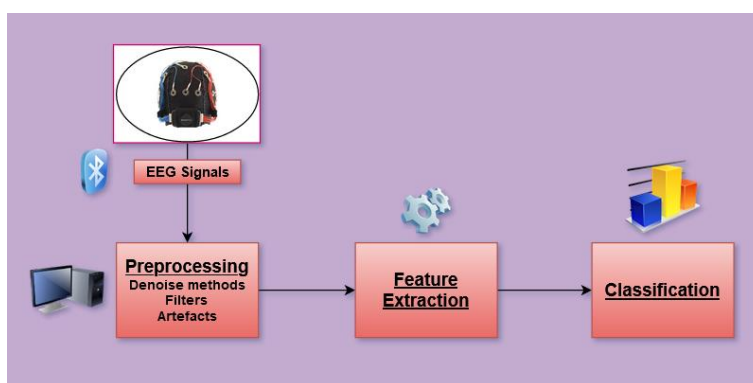 EEG Signals
Preprocessing
Denoise methods
Filters
Artefacts
Feature
Extraction
Classification